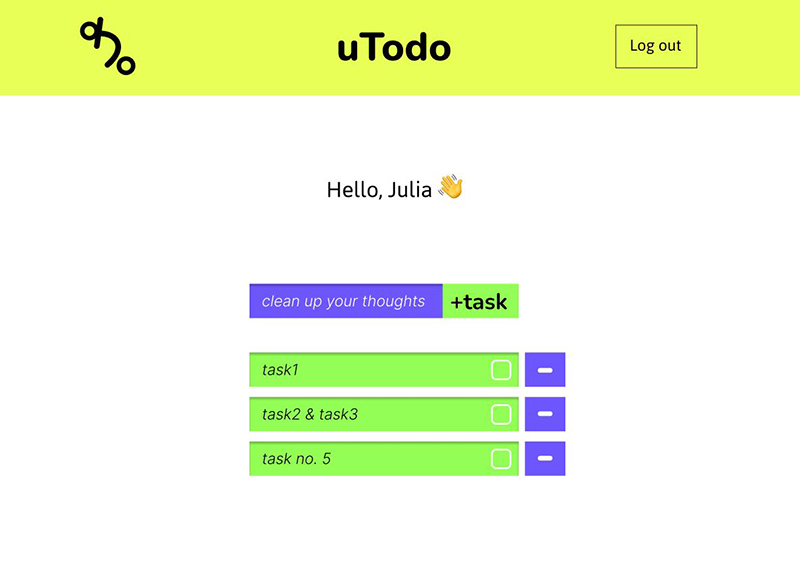 uTodo
Log out
Hello, Julia 👋
clean up your thoughts
+task
task1
task2 & task3
task no. 5